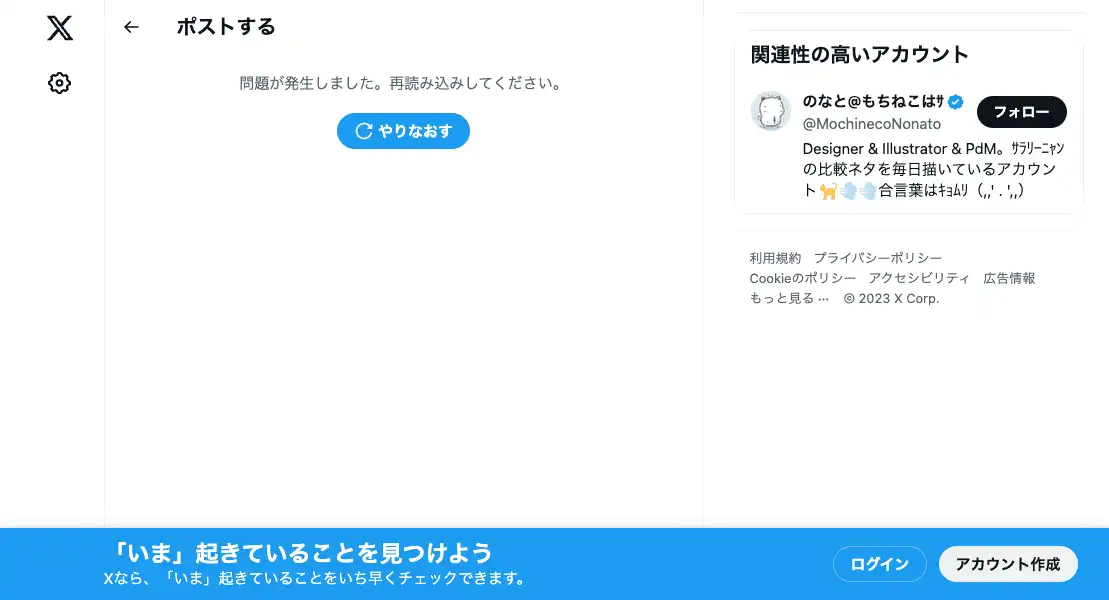 ポストする
問題が発生しました。再読み込みしてください。
やりなおす
関連性の高いアカウント
のなと@もちねこはｻ
@MochinecoNonato
フォロー
Designer & Illustrator & PdM。ｻﾗﾘｰﾆｬﾝ
の比較ネタを毎日描いているアカウン
ト🐈💨💨合言葉はｷｮﾑﾘ（,,' . ',,）
利用規約 プライバシーポリシー
Cookieのポリシー アクセシビリティ 広告情報
もっと見る … © 2023 X Corp.
「いま」起きていることを見つけよう
Xなら、「いま」起きていることをいち早くチェックできます。
ログイン
アカウント作成